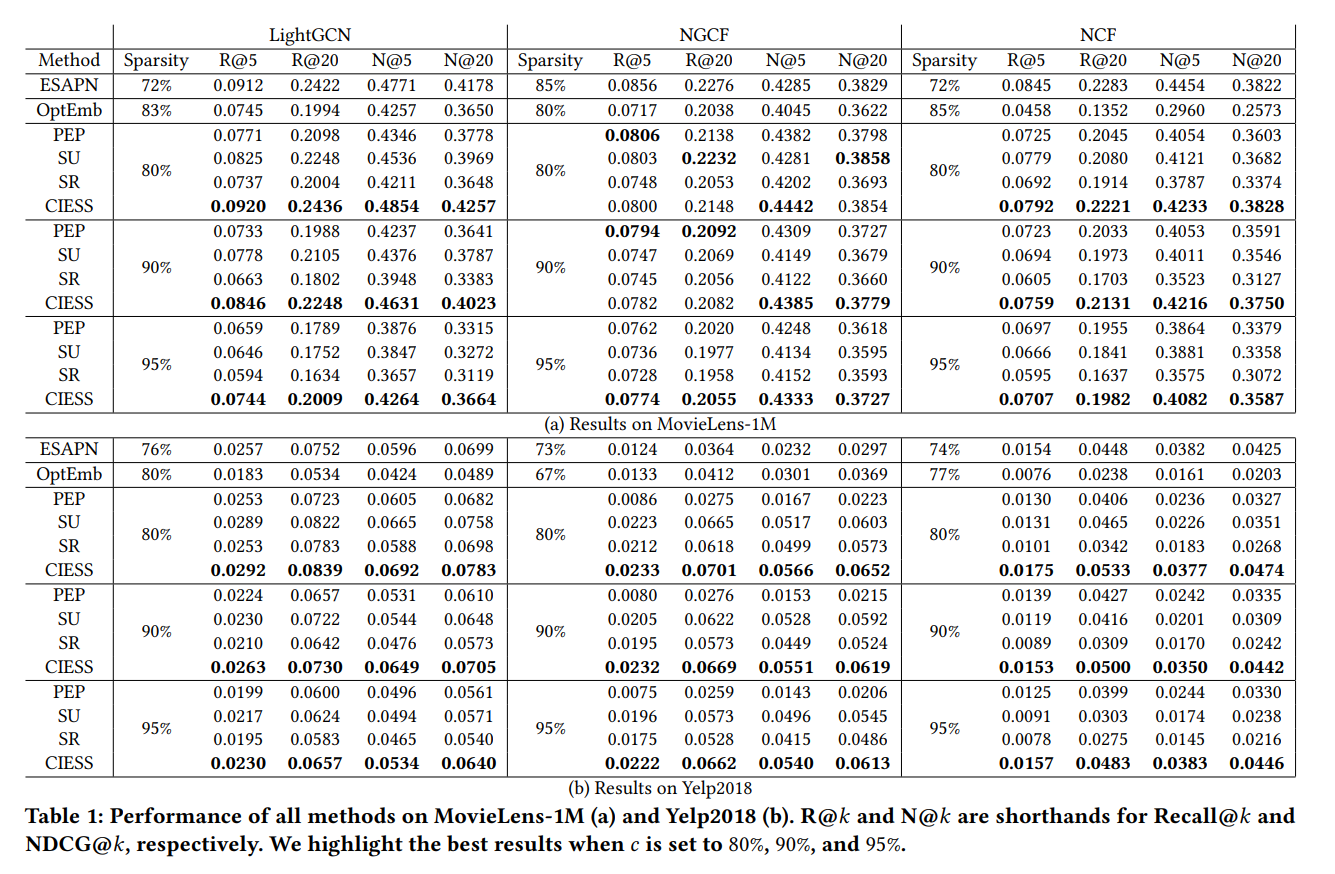 LightGCN NGCF NCF
Method Sparsity R@5 R@20 N@5 N@20 Sparsity R@5 R@20 N@5 N@20 Sparsity R@5 R@20 N@5 N@20
ESAPN 72% 0.0912 0.2422 0.4771 0.4178 85% 0.0856 0.2276 0.4285 0.3829 72% 0.0845 0.2283 0.4454 0.3822
OptEmb 83% 0.0745 0.1994 0.4257 0.3650 80% 0.0717 0.2038 0.4045 0.3622 85% 0.0458 0.1352 0.2960 0.2573
PEP 0.0771 0.2098 0.4346 0.3778 0.0806 0.2138 0.4382 0.3798 0.0725 0.2045 0.4054 0.3603
SU 0.0825 0.2248 0.4536 0.3969 0.0803 0.2232 0.4281 0.3858 0.0779 0.2080 0.4121 0.3682
80% 80% 80%
SR 0.0737 0.2004 0.4211 0.3648 0.0748 0.2053 0.4202 0.3693 0.0692 0.1914 0.3787 0.3374
CIESS 0.0920 0.2436 0.4854 0.4257 0.0800 0.2148 0.4442 0.3854 0.0792 0.2221 0.4233 0.3828
PEP 0.0733 0.1988 0.4237 0.3641 0.0794 0.2092 0.4309 0.3727 0.0723 0.2033 0.4053 0.3591
SU 0.0778 0.2105 0.4376 0.3787 0.0747 0.2069 0.4149 0.3679 0.0694 0.1973 0.4011 0.3546
90% 90% 90%
SR 0.0663 0.1802 0.3948 0.3383 0.0745 0.2056 0.4122 0.3660 0.0605 0.1703 0.3523 0.3127
CIESS 0.0846 0.2248 0.4631 0.4023 0.0782 0.2082 0.4385 0.3779 0.0759 0.2131 0.4216 0.3750
PEP 0.0659 0.1789 0.3876 0.3315 0.0762 0.2020 0.4248 0.3618 0.0697 0.1955 0.3864 0.3379
SU 0.0646 0.1752 0.3847 0.3272 0.0736 0.1977 0.4134 0.3595 0.0666 0.1841 0.3881 0.3358
95% 95% 95%
SR 0.0594 0.1634 0.3657 0.3119 0.0728 0.1958 0.4152 0.3593 0.0595 0.1637 0.3575 0.3072
CIESS 0.0744 0.2009 0.4264 0.3664 0.0774 0.2055 0.4333 0.3727 0.0707 0.1982 0.4082 0.3587
(a) Results on MovieLens-1M
ESAPN 76% 0.0257 0.0752 0.0596 0.0699 73% 0.0124 0.0364 0.0232 0.0297 74% 0.0154 0.0448 0.0382 0.0425
OptEmb 80% 0.0183 0.0534 0.0424 0.0489 67% 0.0133 0.0412 0.0301 0.0369 77% 0.0076 0.0238 0.0161 0.0203
PEP 0.0253 0.0723 0.0605 0.0682 0.0086 0.0275 0.0167 0.0223 0.0130 0.0406 0.0236 0.0327
SU 0.0289 0.0822 0.0665 0.0758 0.0223 0.0665 0.0517 0.0603 0.0131 0.0465 0.0226 0.0351
80% 80% 80%
SR 0.0253 0.0783 0.0588 0.0698 0.0212 0.0618 0.0499 0.0573 0.0101 0.0342 0.0183 0.0268
CIESS 0.0292 0.0839 0.0692 0.0783 0.0233 0.0701 0.0566 0.0652 0.0175 0.0533 0.0377 0.0474
PEP 0.0224 0.0657 0.0531 0.0610 0.0080 0.0276 0.0153 0.0215 0.0139 0.0427 0.0242 0.0335
SU 0.0230 0.0722 0.0544 0.0648 0.0205 0.0622 0.0528 0.0592 0.0119 0.0416 0.0201 0.0309
90% 90% 90%
SR 0.0210 0.0642 0.0476 0.0573 0.0195 0.0573 0.0449 0.0524 0.0089 0.0309 0.0170 0.0242
CIESS 0.0263 0.0730 0.0649 0.0705 0.0232 0.0669 0.0551 0.0619 0.0153 0.0500 0.0350 0.0442
PEP 0.0199 0.0600 0.0496 0.0561 0.0075 0.0259 0.0143 0.0206 0.0125 0.0399 0.0244 0.0330
SU 0.0217 0.0624 0.0494 0.0571 0.0196 0.0573 0.0496 0.0545 0.0091 0.0303 0.0174 0.0238
95% 95% 95%
SR 0.0195 0.0583 0.0465 0.0540 0.0175 0.0528 0.0415 0.0486 0.0078 0.0275 0.0145 0.0216
CIESS 0.0230 0.0657 0.0534 0.0640 0.0222 0.0662 0.0540 0.0613 0.0157 0.0483 0.0383 0.0446
(b) Results on Yelp2018
Table 1: Performance of all methods on MovieLens-1M (a) and Yelp2018 (b). R@k and N@k are shorthands for Recall@k and
NDCG@k, respectively. We highlight the best results when c is set to 80%, 90%, and 95%.